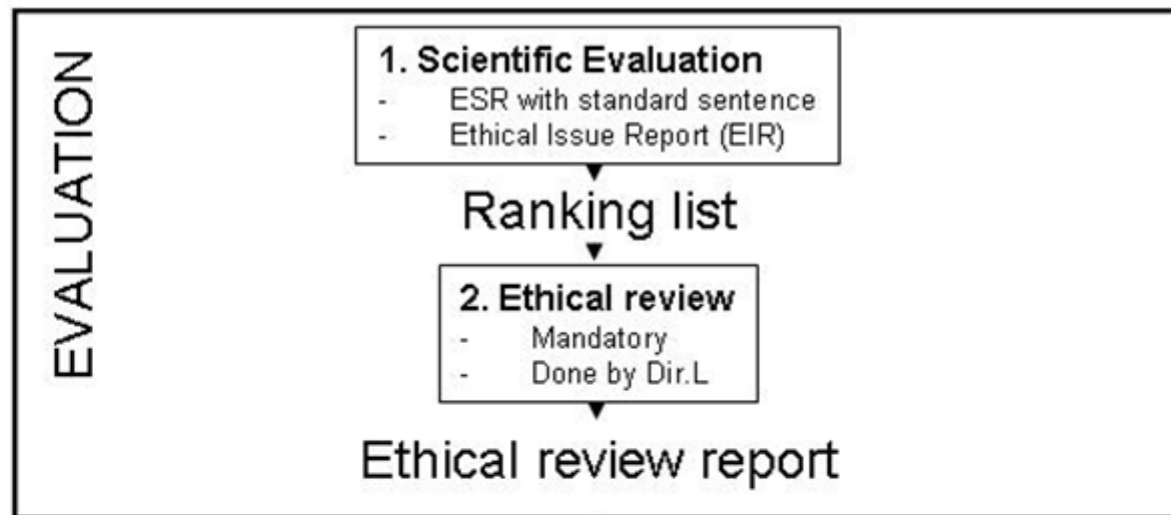 EVALUATION
1. Scientific Evaluation
- ESR with standard sentence
- Ethical Issue Report (EIR)
Ranking list
2. Ethical review
- Mandatory
- Done by Dir.L
Ethical review report